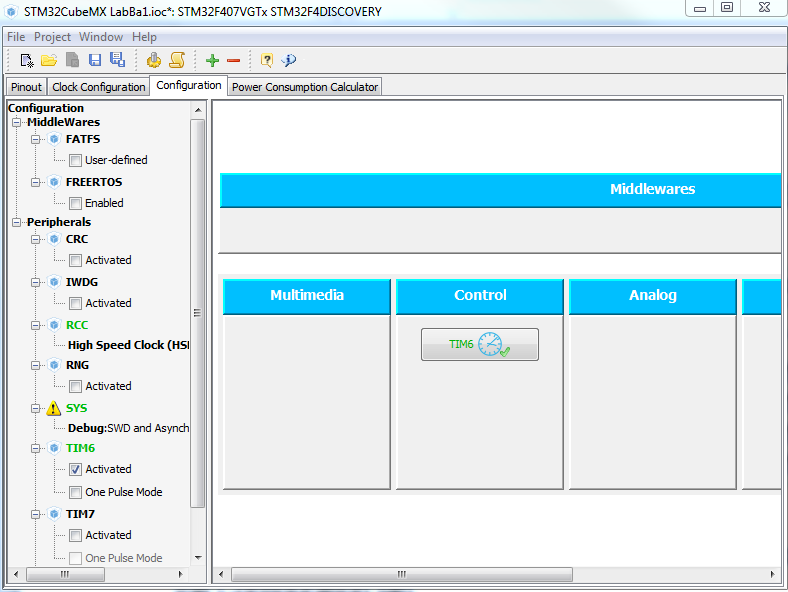 STM32CubeMX LabBa1.ioc*: STM32F407VGTx STM32F4DISCOVERY
File Project Window Help
Pinout Clock Configuration Configuration Power Consumption Calculator
Configuration
MiddleWares
FATFS
User-defined
FREERTOS
Enabled
Peripherals
CRC
Activated
IWDG
Activated
RCC
High Speed Clock (HSI
RNG
Activated
SYS
Debug:SWD and Asynch
TIM6
Activated
One Pulse Mode
TIM7
Activated
One Pulse Mode
Middlewares
Multimedia Control Analog
TIM6